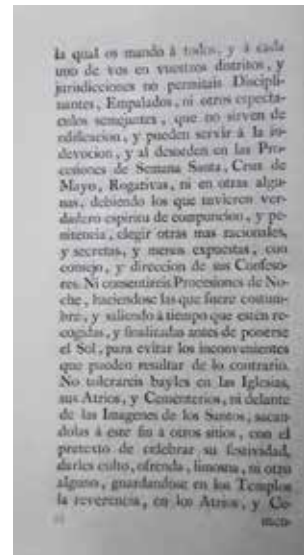 la qual os mando á todos, y á cada
uno de vos en vuestros distritos, y
jurisdicciones no permitais Discipli-
nantes, Empalados, ni otros especta-
culos semejantes, que no sirven de
edificacion, y pueden servir á la in-
devocion, y al desorden en las Pro-
cesiones de Semana Santa, Cruz de
Mayo, Rogativas, ni en otras algu-
nas, debiendo los que tuvieren ver-
dadero espiritu de compuncion, y pe-
nitencia, elegir otras mas racionales,
y secretas, y menos expuestas, con
consejo, y direccion de sus Confeso-
res. Ni consentireis Procesiones de No-
che, haciendose las que fuere costum-
bre, y saliendo á tiempo que estén re-
cogidas, y finalizadas antes de ponerse
el Sol, para evitar los inconvenientes
que pueden resultar de lo contrario.
No tolerareis bayles en las Iglesias,
sus Atrios, y Cementerios, ni delante
de las Imagenes de los Santos, sacan-
dolas á este fin á otros sitios, con el
pretexto de celebrar su festividad,
darles culto, ofrenda, limosna, ni otro
alguno, guardandose en los Templos
la reverencia, en los Atrios, y Ce-
men-